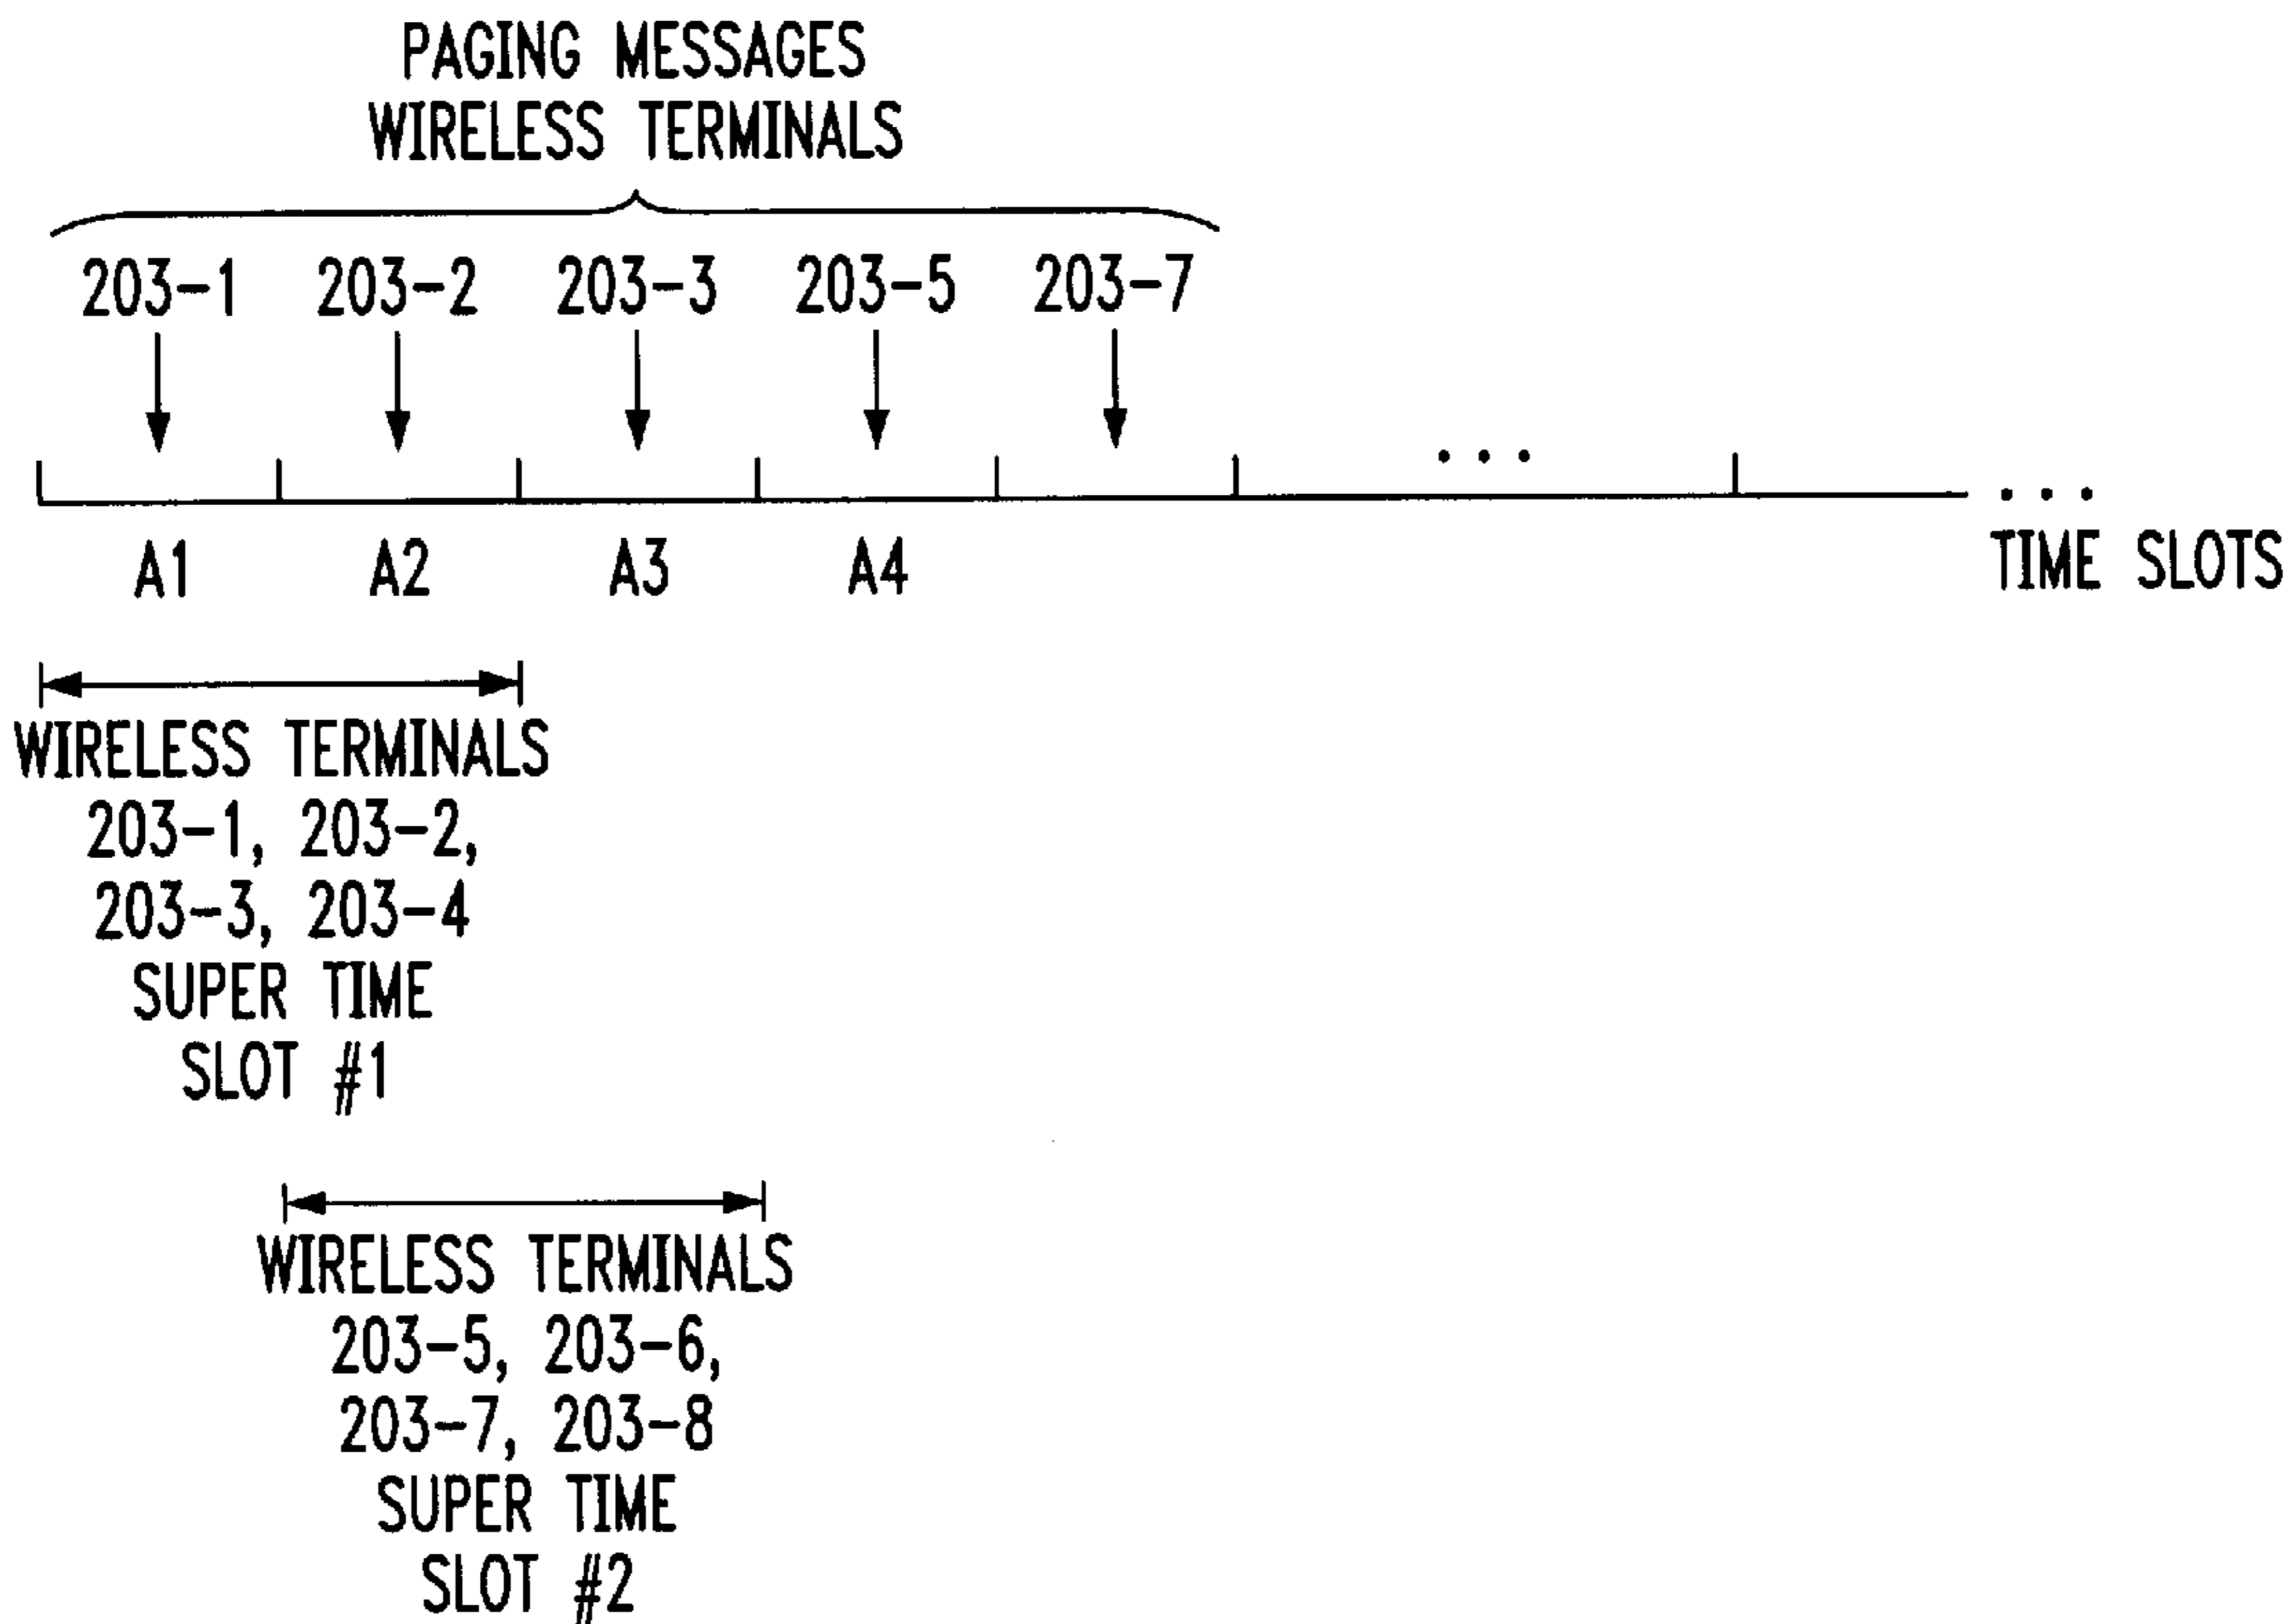 PAGING MESSAGES
WIRELESS TERMINALS
203-1 203-2 203-3 203-5 203-7
... ...
A1 A2 A3 A4 TIME SLOTS
WIRELESS TERMINALS
203-1, 203-2,
203-3, 203-4
SUPER TIME
SLOT #1
WIRELESS TERMINALS
203-5, 203-6,
203-7, 203-8
SUPER TIME
SLOT #2